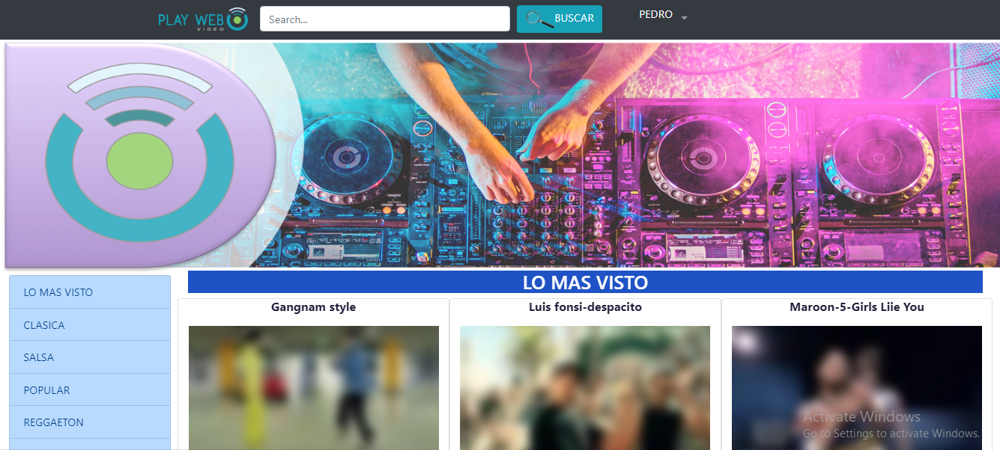 PLAY WEB
VIDEO
Search...
BUSCAR
PEDRO
LO MAS VISTO
CLASICA
SALSA
POPULAR
REGGAETON
LO MAS VISTO
Gangnam style
Luis fonsi-despacito
Maroon-5-Girls Liie You
Activate Windows
Go to Settings to activate Windows.